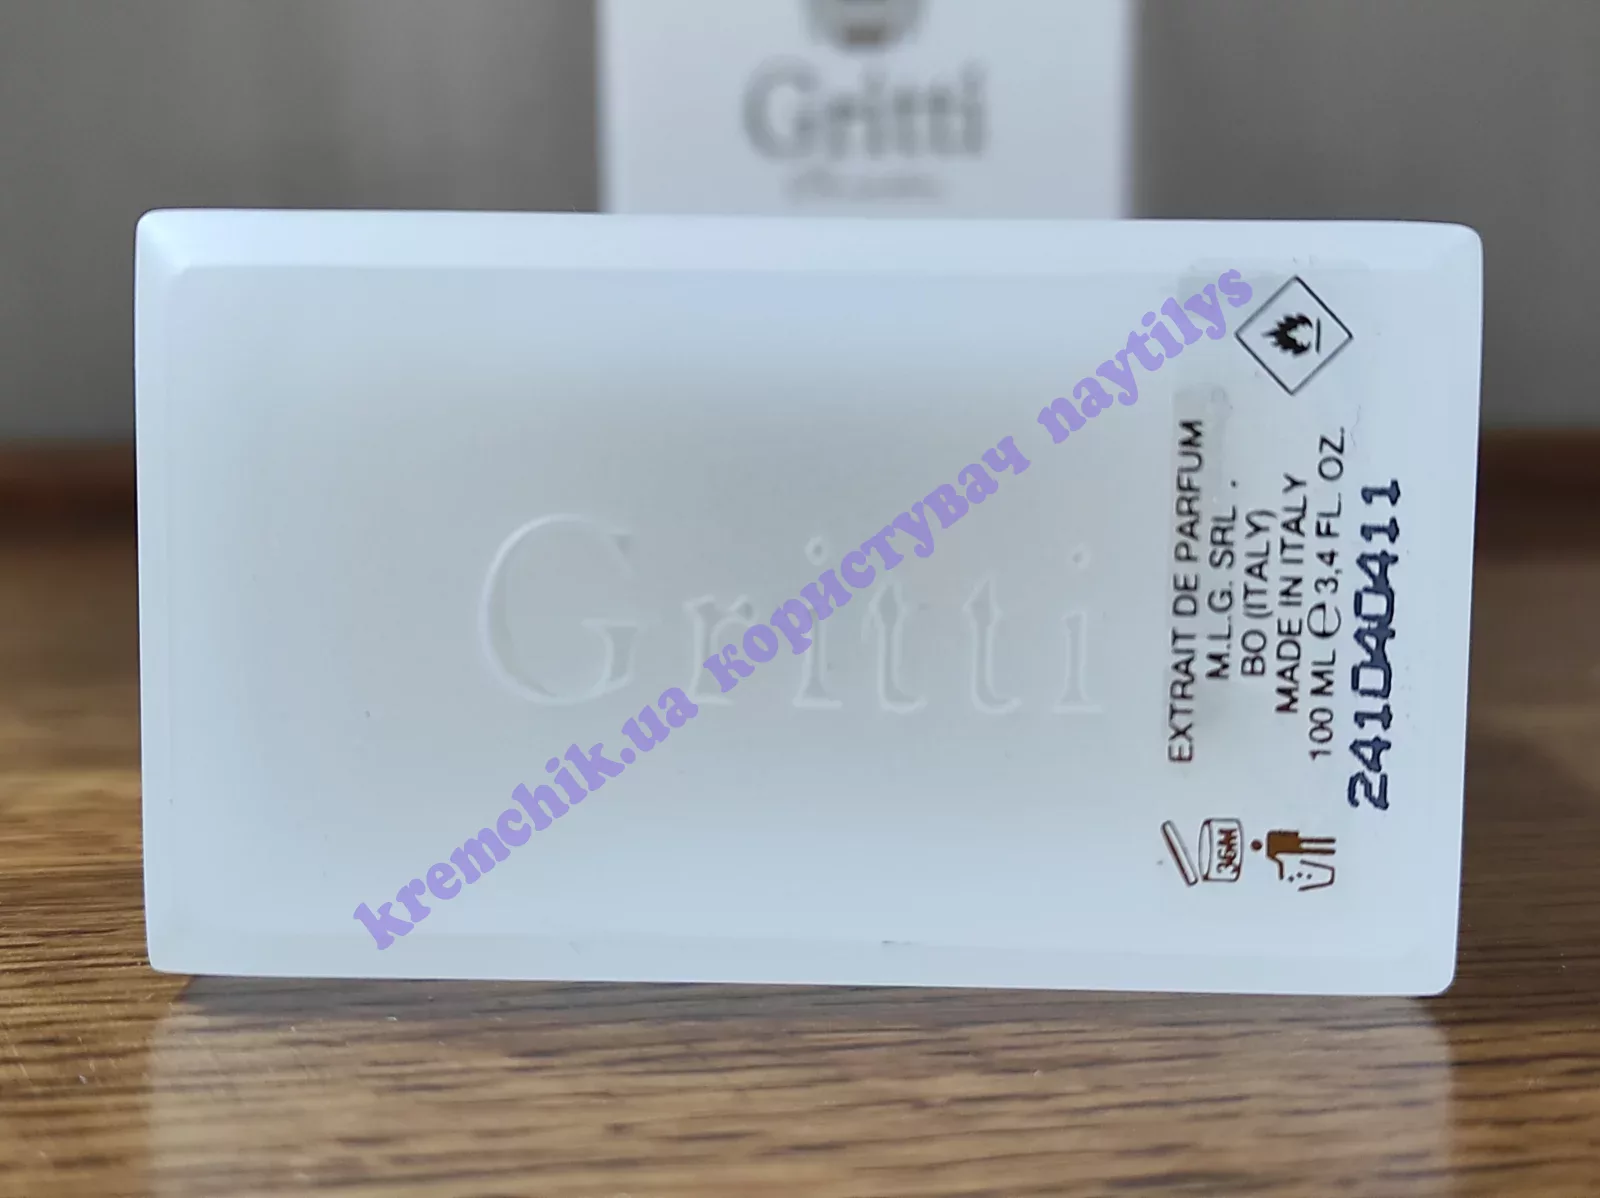 Gritti
Gritti
EXTRAIT DE PARFUM
M.L.G. SRL .
BO (ITALY)
MADE IN ITALY
100 ML ℮ 3,4 FL. OZ.
241D40411
36M
kremchik.ua користувач naytilys